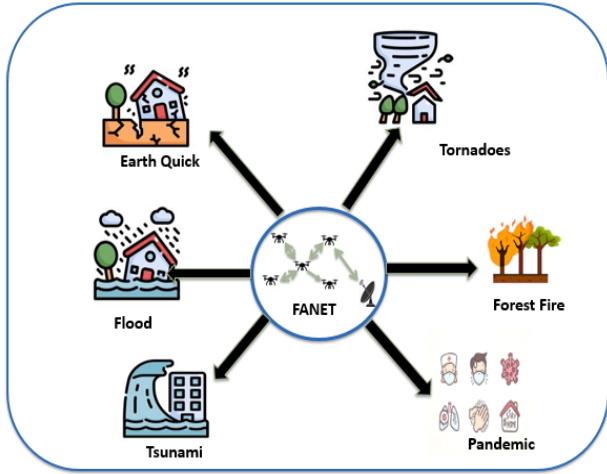 Earth Quick
Tornadoes
Flood
FANET
Forest Fire
Tsunami
Pandemic